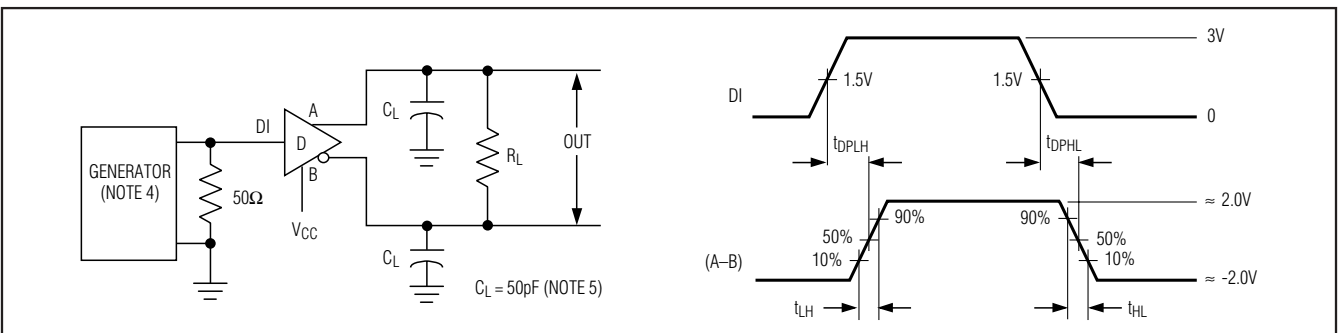 GENERATOR
(NOTE 4)
50Ω
DI
D
A
B
VCC
CL
CL
RL
OUT
CL = 50pF (NOTE 5)
DI
3V
1.5V
1.5V
0
tDPLH
tDPHL
(A–B)
≈ 2.0V
90%
90%
50%
50%
10%
10%
≈ -2.0V
tLH
tHL